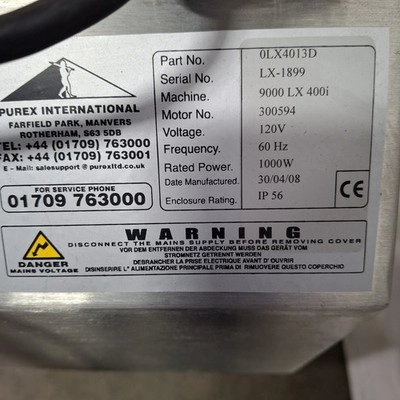 PUREX INTERNATIONAL
FARFIELD PARK, MANVERS
ROTHERHAM, S63 5DB
TEL: +44 (01709) 763000
FAX: +44 (01709) 763001
E - Mail: salesupport @ purexltd.co.uk
FOR SERVICE PHONE
01709 763000
Part No. 0LX4013D
Serial No. LX-1899
Machine. 9000 LX 400i
Motor No. 300594
Voltage. 120V
Frequency. 60 Hz
Rated Power. 1000W
Date Manufactured. 30/04/08
Enclosure Rating. IP 56
CE
DANGER
MAINS VOLTAGE
WARNING
DISCONNECT THE MAINS SUPPLY BEFORE REMOVING COVER
VOR DEM ENTFERNEN DER ABDECKUNG MUSS DAS GERÄT VOM
STROMNETZ GETRENNT WERDEN
DEBRANCHER LA PRISE ELECTRIQUE AVANT D'OUVRIR
DISINSERIRE L' ALIMENTAZIONE PRINCIPALE PRIMA DI RIMUOVERE QUESTO COPERCHIO